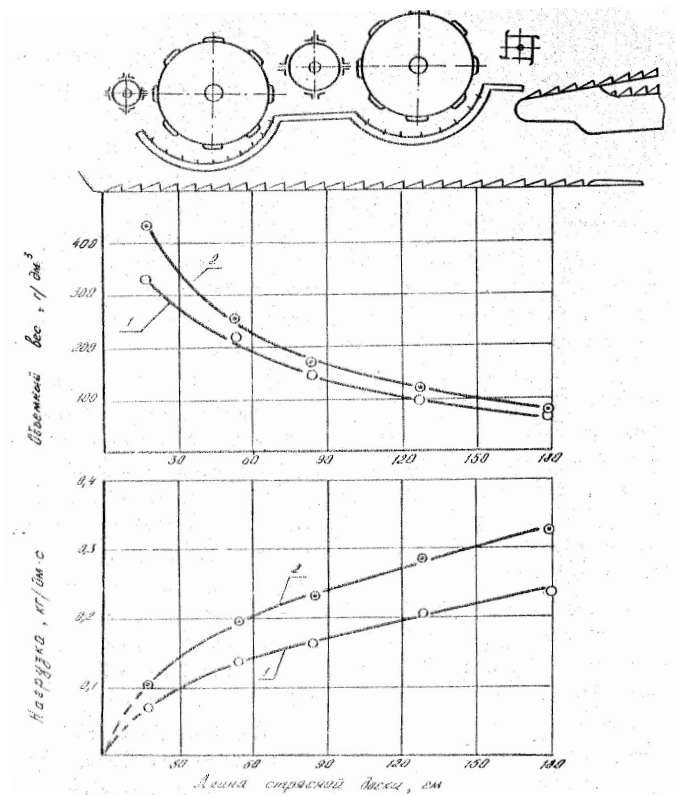 400
300
200
100
Объемный вес, г/дм³
2
1
30 60 90 120 150 180
0,4
0,3
0,2
0,1
Нагрузка, кг/дм·с
2
1
30 60 90 120 150 180
Длина стрясной доски, см